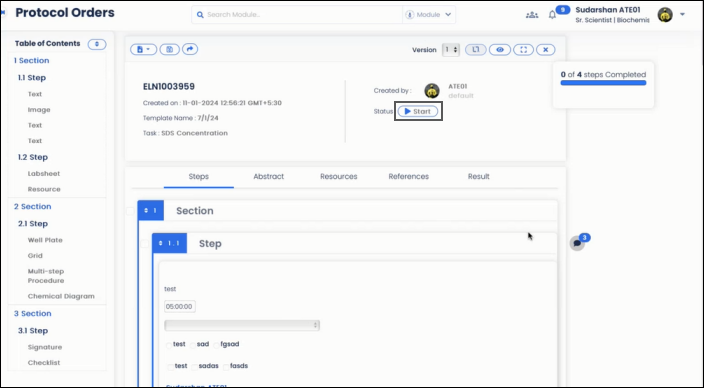 Protocol Orders
Search Module..
Module
9
Sudarshan ATE01
Sr. Scientist | Biochemis
Table of Contents
1 Section
1.1 Step
Text
Image
Text
Text
1.2 Step
Labsheet
Resource
2 Section
2.1 Step
Well Plate
Grid
Multi-step
Procedure
Chemical Diagram
3 Section
3.1 Step
Signature
Checklist
Version 1
0 of 4 steps Completed
ELN1003959
Created on : 11-01-2024 12:56:21 GMT+5:30
Template Name : 7/1/24
Task : SDS Concentration
Created by :
ATE01
default
Status
Start
Steps Abstract Resources References Result
1 Section
1.1 Step
3
test
05:00:00
test sad fgsad
test sadas fasds
Sudarshan ATE01